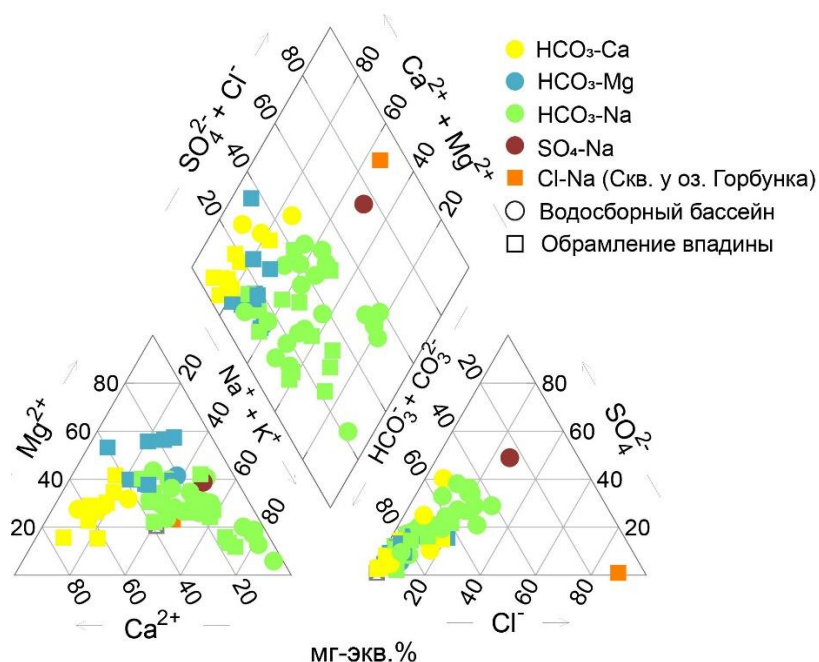 HCO₃-Ca
HCO₃-Mg
HCO₃-Na
SO₄-Na
Cl-Na (Скв. у оз. Горбунка)
Водосборный бассейн
Обрамление впадины
SO₄²⁻ + Cl⁻
Ca²⁺ + Mg²⁺
80
80
60
60
40
40
20
20
Mg²⁺
Na⁺ + K⁺
HCO₃⁻ + CO₃²⁻
SO₄²⁻
80
60
40
20
20
40
60
80
20
40
60
80
80
60
40
20
80
60
40
20
20
40
60
80
Ca²⁺
Cl⁻
мг-экв.%